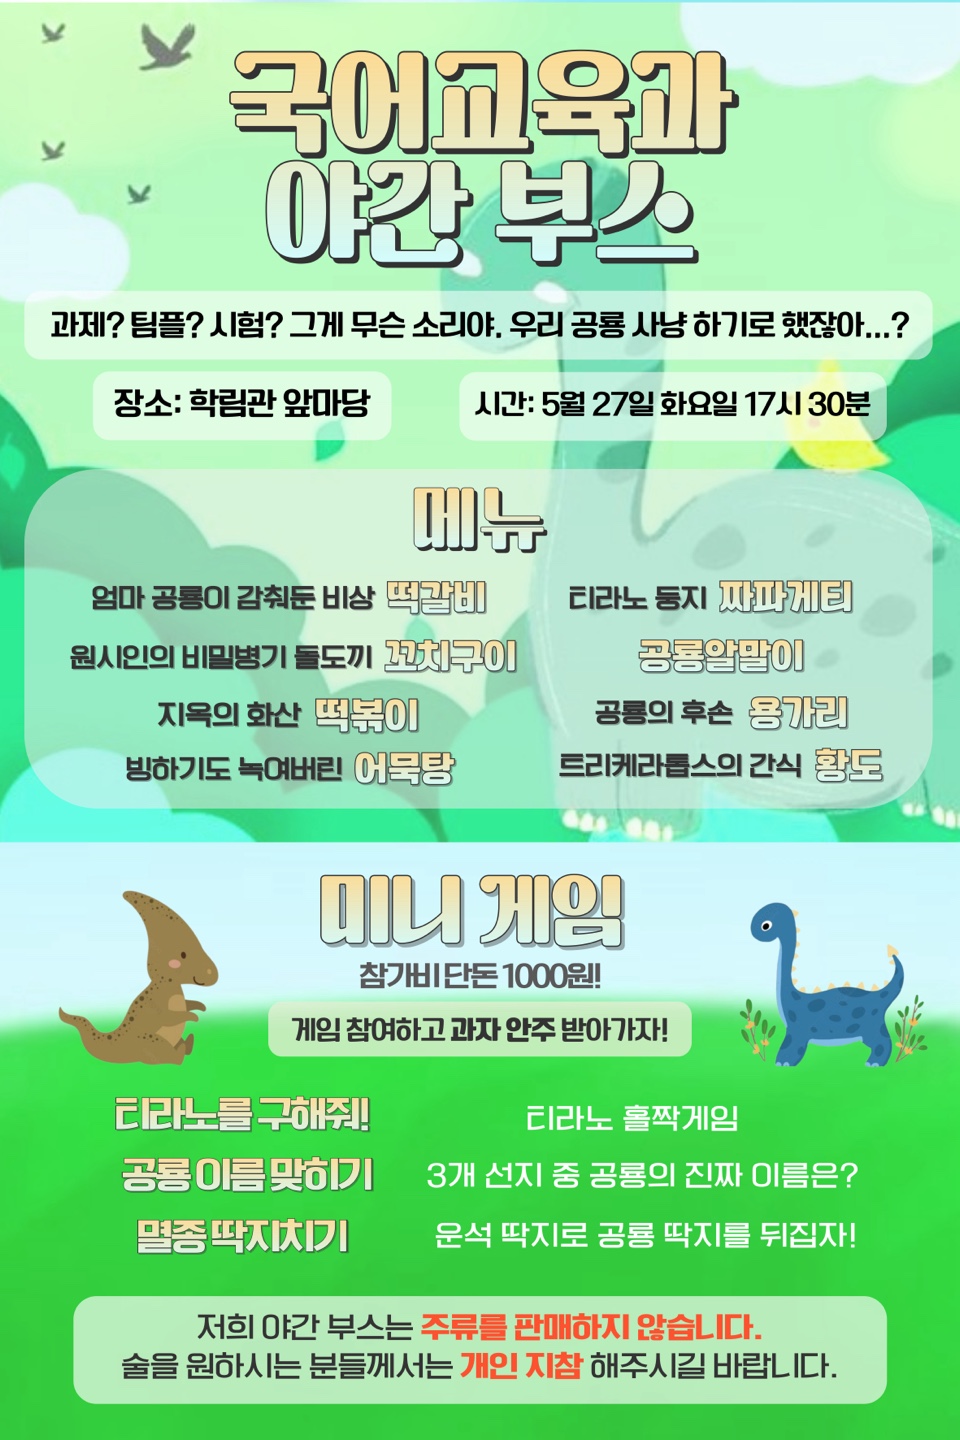 국어교육과
야간 부스
과제? 팀플? 시험? 그게 무슨 소리야. 우리 공룡 사냥 하기로 했잖아...?
장소: 학림관 앞마당
시간: 5월 27일 화요일 17시 30분
메뉴
엄마 공룡이 감춰둔 비상 떡갈비
원시인의 비밀병기 돌도끼 꼬치구이
지옥의 화산 떡볶이
빙하기도 녹여버린 어묵탕
티라노 둥지 짜파게티
공룡알말이
공룡의 후손 용가리
트리케라톱스의 간식 황도
미니 게임
참가비 단돈 1000원!
게임 참여하고 과자 안주 받아가자!
티라노를 구해줘! 티라노 홀짝게임
공룡 이름 맞히기 3개 선지 중 공룡의 진짜 이름은?
멸종 딱지치기 운석 딱지로 공룡 딱지를 뒤집자!
저희 야간 부스는 주류를 판매하지 않습니다.
술을 원하시는 분들께서는 개인 지참 해주시길 바랍니다.